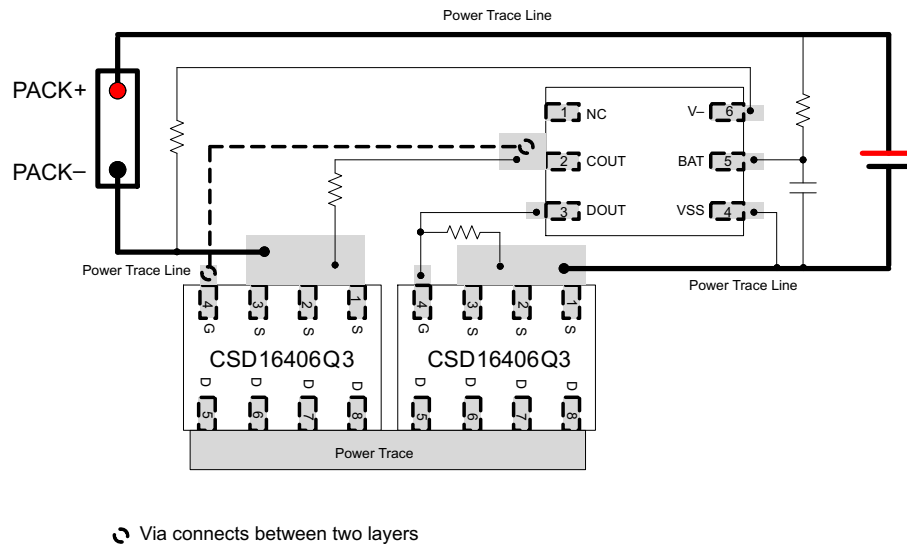 Power Trace Line
PACK+
PACK–
1 NC
V– 6
2 COUT
BAT 5
3 DOUT
VSS 4
Power Trace Line
Power Trace Line
4 3 2 1
G S S S
CSD16406Q3
D D D D
5 6 7 8
4 3 2 1
G S S S
CSD16406Q3
D D D D
5 6 7 8
Power Trace
Via connects between two layers